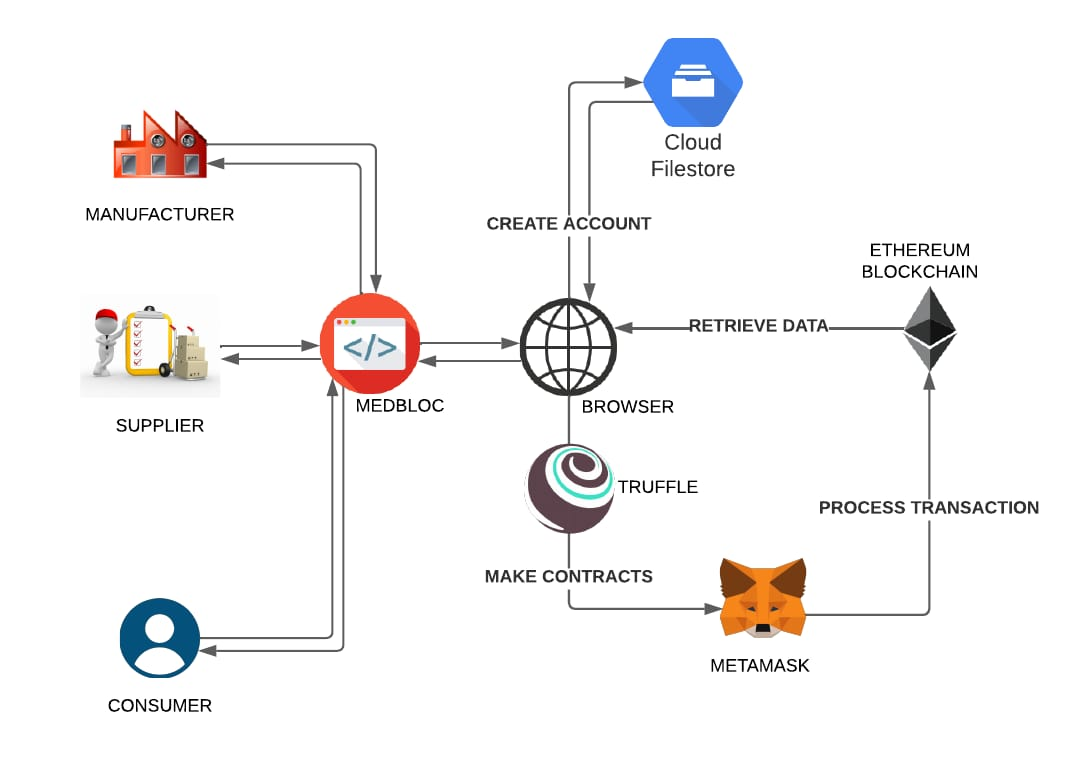 Cloud
Filestore
MANUFACTURER
CREATE ACCOUNT
ETHEREUM
BLOCKCHAIN
RETRIEVE DATA
</>
MEDBLOC
BROWSER
SUPPLIER
TRUFFLE
PROCESS TRANSACTION
MAKE CONTRACTS
METAMASK
CONSUMER